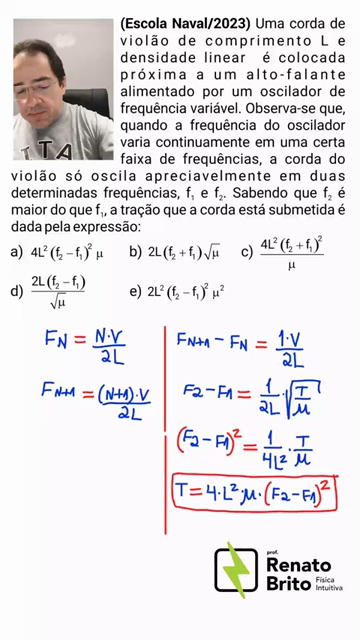 (Escola Naval/2023) Uma corda de
violão de comprimento L e
densidade linear é colocada
próxima a um alto-falante
alimentado por um oscilador de
frequência variável. Observa-se que,
quando a frequência do oscilador
varia continuamente em uma certa
faixa de frequências, a corda do
violão só oscila apreciavelmente em duas
determinadas frequências, f₁ e f₂. Sabendo que f₂ é
maior do que f₁, a tração que a corda está submetida é
dada pela expressão:
a) 4L²(f₂ – f₁)² μ b) 2L(f₂ + f₁)√μ c) 4L²(f₂ + f₁)²/μ
d) 2L(f₂ – f₁)/√μ e) 2L²(f₂ – f₁)² μ²
F_N = N·V/2L
F_N+1 = (N+1)·V/2L
F_N+1 – F_N = 1·V/2L
F2 – F1 = 1/2L · √T/μ
(F2 – F1)² = 1/4L² · T/μ
T = 4·L²·μ·(F2 – F1)²
TTA
prof.
Renato
Brito Física
Intuitiva